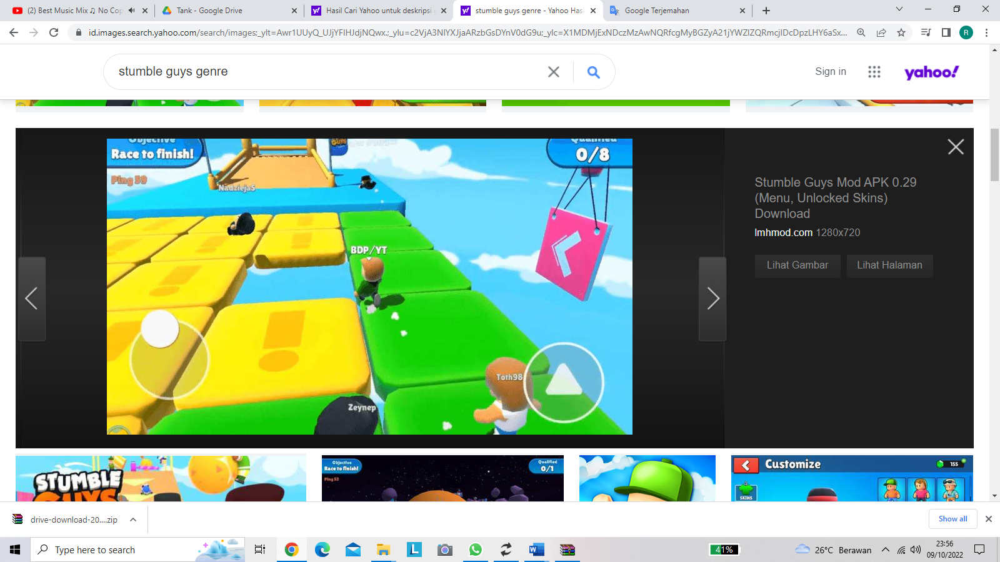 (2) Best Music Mix ♫ No Cop
Tank - Google Drive
Hasil Cari Yahoo untuk deskripsi
stumble guys genre - Yahoo Has
Google Terjemahan
id.images.search.yahoo.com/search/images;_ylt=Awr1UUyQ_UJjYFIHJdjNQwx.;_ylu=c2VjA3NlYXJjaARzbGsDYnV0dG9u;_ylc=X1MDMjExNDczMzAwNQRfcgMyBGZyA21jYWZlZQRmcjIDcDpzLHY6aSx...
R
stumble guys genre
Sign in
yahoo!
Objective
Race to finish!
Ping 59
Qualified
0/8
NadziejaS
BDP/YT
Toth98
Zeynep
Stumble Guys Mod APK 0.29
(Menu, Unlocked Skins)
Download
lmhmod.com 1280x720
Lihat Gambar
Lihat Halaman
STUMBLE
GUYS
Objective
Race to finish!
Ping 52
Qualified
0/1
Customize
155
SKINS
drive-download-20....zip
Show all
Type here to search
41%
26°C Berawan
23:56
09/10/2022